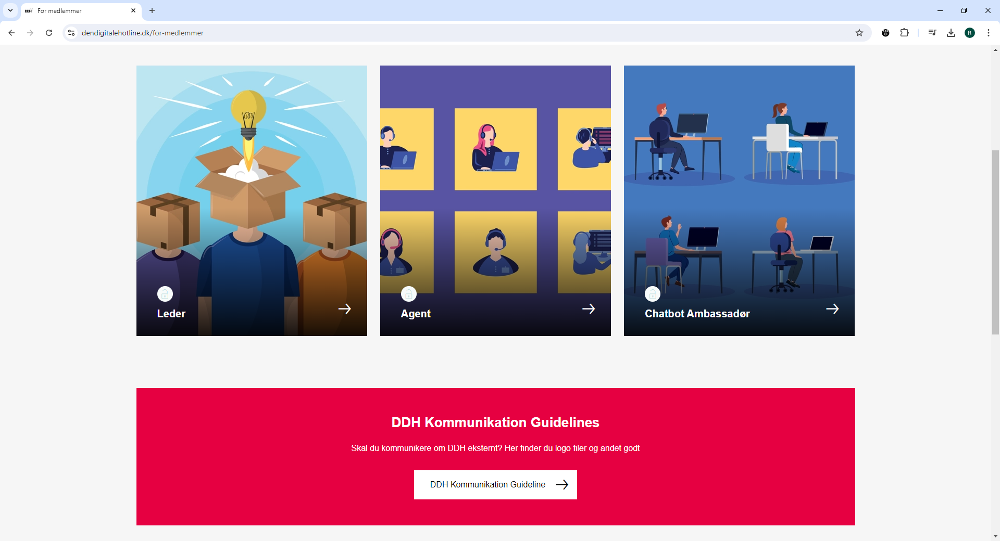 DDH For medlemmer
dendigitalehotline.dk/for-medlemmer
R
Leder
Agent
Chatbot Ambassadør
DDH Kommunikation Guidelines
Skal du kommunikere om DDH eksternt? Her finder du logo filer og andet godt
DDH Kommunikation Guideline